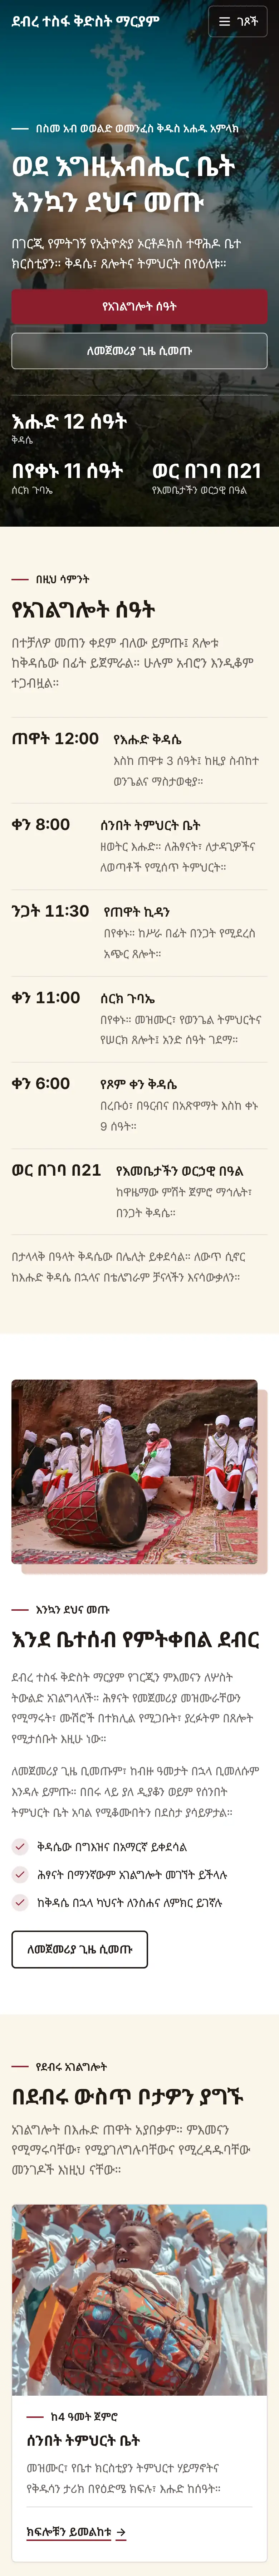 ደብረ ተስፋ ቅድስት ማርያም
ገጾች
በስመ አብ ወወልድ ወመንፈስ ቅዱስ አሐዱ አምላክ
ወደ እግዚአብሔር ቤት
እንኳን ደህና መጡ
በገርጂ የምትገኝ የኢትዮጵያ ኦርቶዶክስ ተዋሕዶ ቤተ
ክርስቲያን። ቅዳሴ፣ ጸሎትና ትምህርት በየዕለቱ።
የአገልግሎት ሰዓት
ለመጀመሪያ ጊዜ ሲመጡ
እሑድ 12 ሰዓት
ቅዳሴ
በየቀኑ 11 ሰዓት
ሰርክ ጉባኤ
ወር በገባ በ21
የእመቤታችን ወርኃዊ በዓል
በዚህ ሳምንት
የአገልግሎት ሰዓት
በተቻለዎ መጠን ቀደም ብለው ይምጡ፤ ጸሎቱ
ከቅዳሴው በፊት ይጀምራል። ሁሉም አብሮን እንዲቆም
ተጋብዟል።
ጠዋት 12:00
የእሑድ ቅዳሴ
እስከ ጠዋቱ 3 ሰዓት፤ ከዚያ ስብከተ
ወንጌልና ማስታወቂያ።
ቀን 8:00
ሰንበት ትምህርት ቤት
ዘወትር እሑድ። ለሕፃናት፣ ለታዳጊዎችና
ለወጣቶች የሚሰጥ ትምህርት።
ንጋት 11:30
የጠዋት ኪዳን
በየቀኑ። ከሥራ በፊት በንጋት የሚደረስ
አጭር ጸሎት።
ቀን 11:00
ሰርክ ጉባኤ
በየቀኑ። መዝሙር፣ የወንጌል ትምህርትና
የሠርክ ጸሎት፤ አንድ ሰዓት ገደማ።
ቀን 6:00
የጾም ቀን ቅዳሴ
በረቡዕ፣ በዓርብና በአጽዋማት እስከ ቀኑ
9 ሰዓት።
ወር በገባ በ21
የእመቤታችን ወርኃዊ በዓል
ከዋዜማው ምሽት ጀምሮ ማኅሌት፣
በንጋት ቅዳሴ።
በታላላቅ በዓላት ቅዳሴው በሌሊት ይቀደሳል። ለውጥ ሲኖር
ከእሑድ ቅዳሴ በኋላና በቴሌግራም ቻናላችን እናሳውቃለን።
እንኳን ደህና መጡ
እንደ ቤተሰብ የምትቀበል ደብር
ደብረ ተስፋ ቅድስት ማርያም የገርጂን ምእመናን ለሦስት
ትውልድ አገልግላለች። ሕፃናት የመጀመሪያ መዝሙራቸውን
የሚማሩት፣ ሙሽሮች በተክሊል የሚጋቡት፣ ያረፉትም በጸሎት
የሚታሰቡት እዚሁ ነው።
ለመጀመሪያ ጊዜ ቢመጡም፣ ከብዙ ዓመታት በኋላ ቢመለሱም
እንዳሉ ይምጡ። በበሩ ላይ ያለ ዲያቆን ወይም የሰንበት
ትምህርት ቤት አባል የሚቆሙበትን በደስታ ያሳይዎታል።
ቅዳሴው በግእዝና በአማርኛ ይቀደሳል
ሕፃናት በማንኛውም አገልግሎት መገኘት ይችላሉ
ከቅዳሴ በኋላ ካህናት ለንስሐና ለምክር ይገኛሉ
ለመጀመሪያ ጊዜ ሲመጡ
የደብሩ አገልግሎት
በደብሩ ውስጥ ቦታዎን ያግኙ
አገልግሎት በእሑድ ጠዋት አያበቃም። ምእመናን
የሚማሩባቸው፣ የሚያገለግሉባቸውና የሚረዳዱባቸው
መንገዶች እነዚህ ናቸው።
ከ4 ዓመት ጀምሮ
ሰንበት ትምህርት ቤት
መዝሙር፣ የቤተ ክርስቲያን ትምህርተ ሃይማኖትና
የቅዱሳን ታሪክ በየዕድሜ ክፍሉ፣ እሑድ ከሰዓት።
ክፍሎቹን ይመልከቱ →